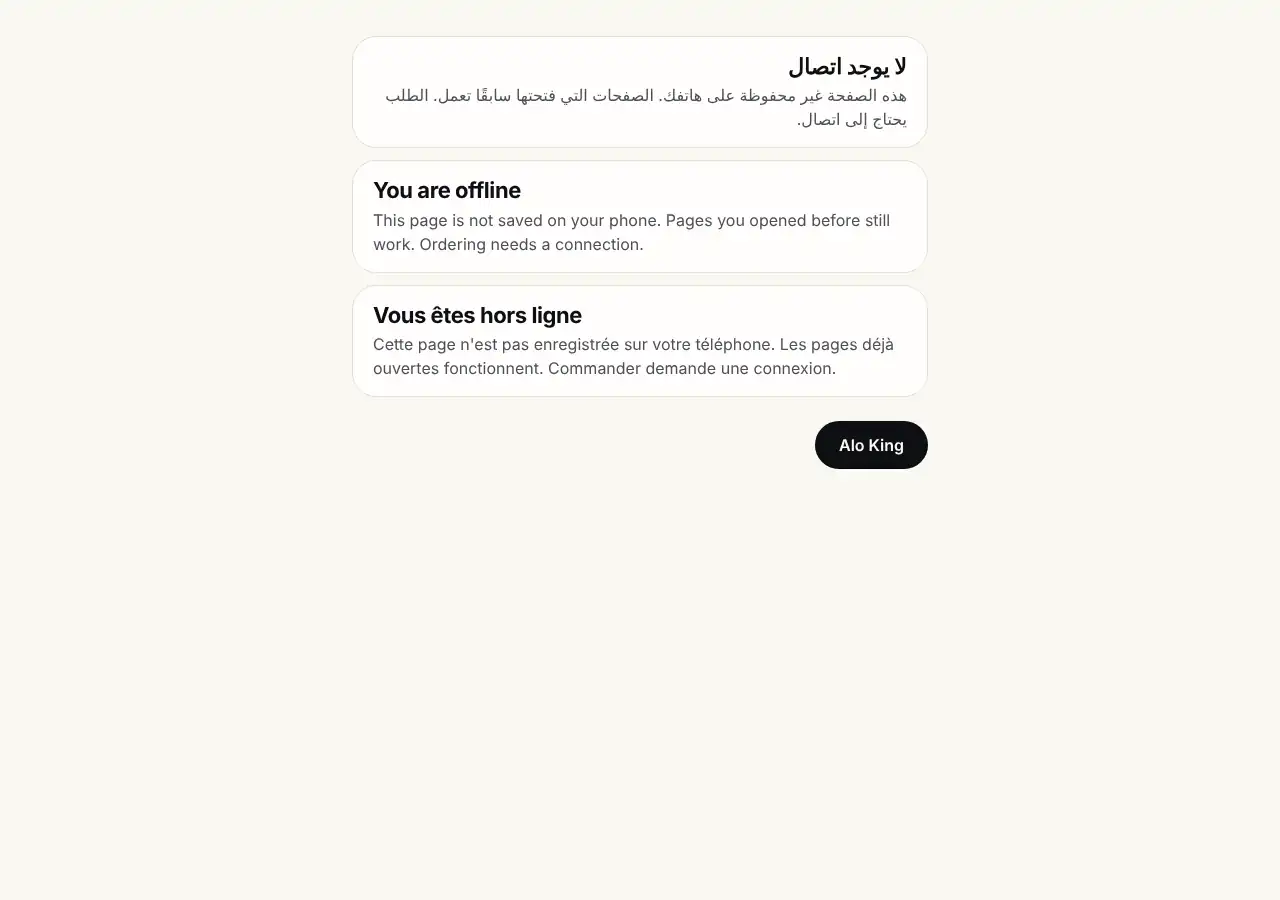 لا يوجد اتصال
هذه الصفحة غير محفوظة على هاتفك. الصفحات التي فتحتها سابقًا تعمل. الطلب
يحتاج إلى اتصال.
You are offline
This page is not saved on your phone. Pages you opened before still
work. Ordering needs a connection.
Vous êtes hors ligne
Cette page n'est pas enregistrée sur votre téléphone. Les pages déjà
ouvertes fonctionnent. Commander demande une connexion.
Alo King